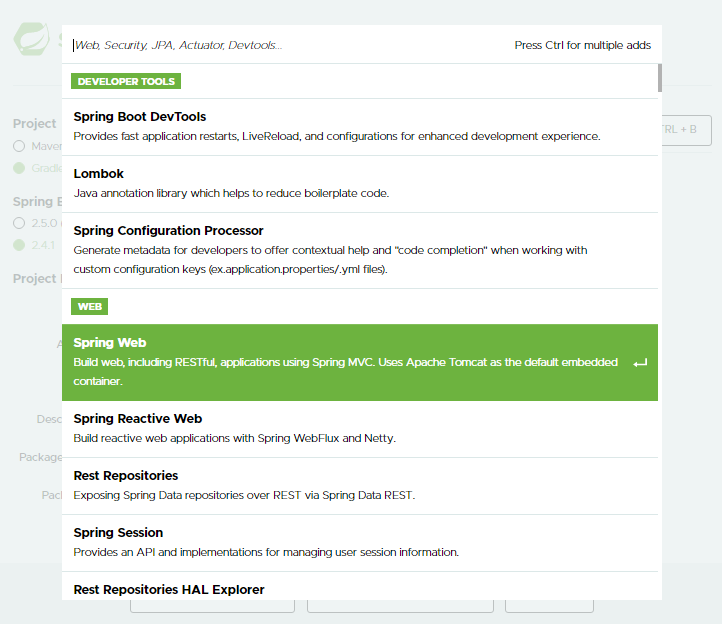 Web, Security, JPA, Actuator, Devtools...
Press Ctrl for multiple adds
DEVELOPER TOOLS
Spring Boot DevTools
Provides fast application restarts, LiveReload, and configurations for enhanced development experience.
Project
RL + B
Maven
Lombok
Gradl
Java annotation library which helps to reduce boilerplate code.
Spring B
2.5.0
Spring Configuration Processor
2.4.1
Generate metadata for developers to offer contextual help and "code completion" when working with
custom configuration keys (ex.application.properties/.yml files).
Project
WEB
Spring Web
Build web, including RESTful, applications using Spring MVC. Uses Apache Tomcat as the default embedded
container.
Spring Reactive Web
Desc
Build reactive web applications with Spring WebFlux and Netty.
Package
Rest Repositories
Pac
Exposing Spring Data repositories over REST via Spring Data REST.
Spring Session
Provides an API and implementations for managing user session information.
Rest Repositories HAL Explorer